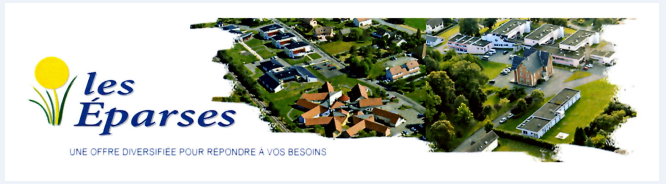 les
Éparses
UNE OFFRE DIVERSIFIÉE POUR RÉPONDRE À VOS BESOINS